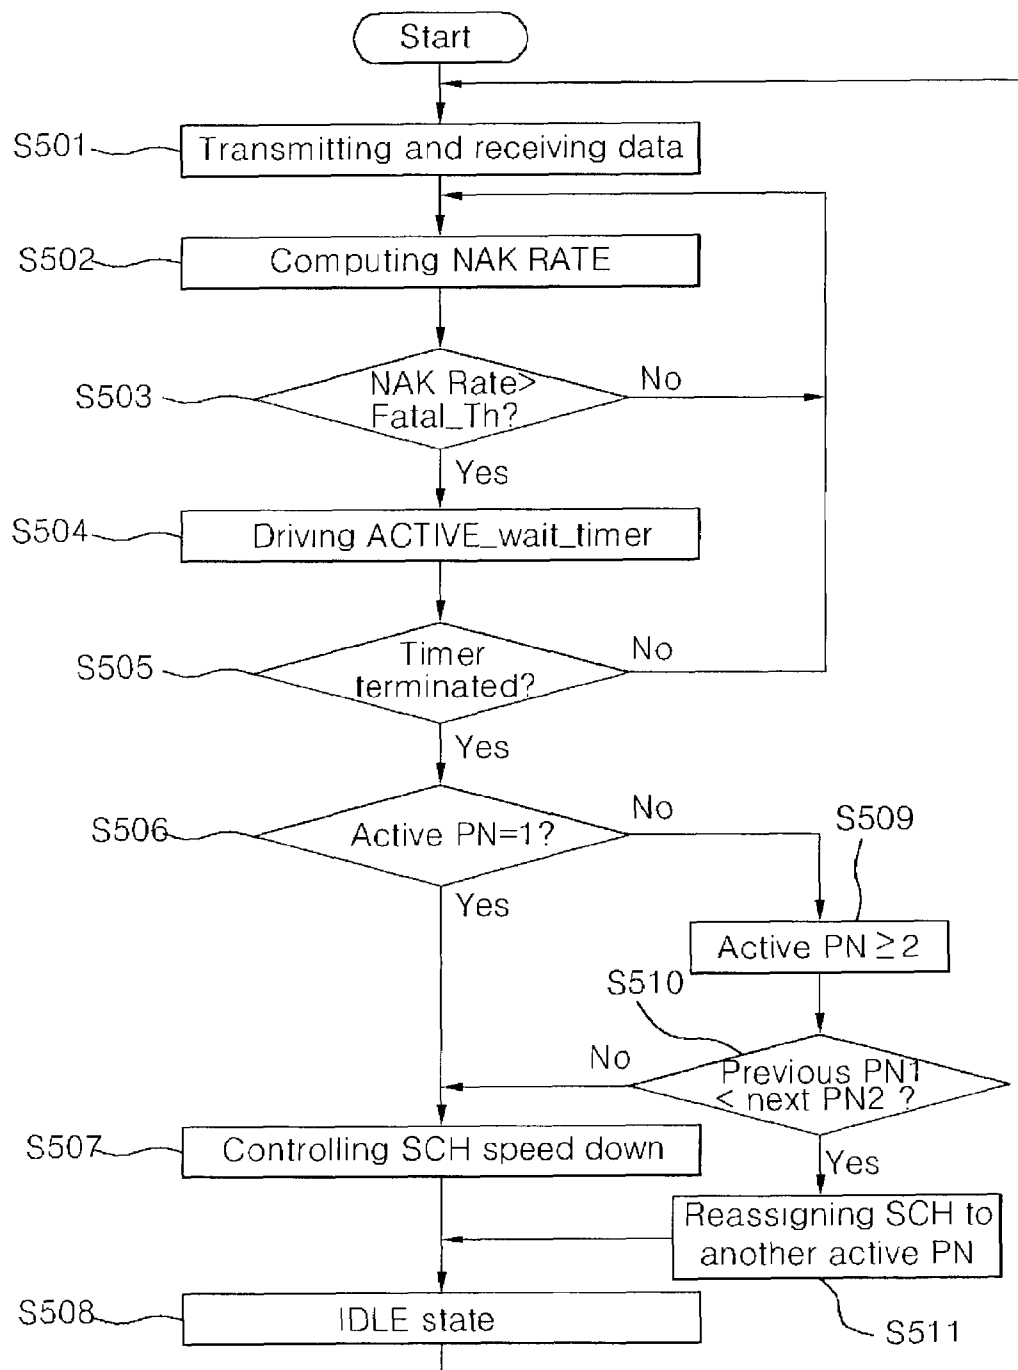 Start
S501
Transmitting and receiving data
S502
Computing NAK RATE
S503
NAK Rate>
Fatal_Th?
No
Yes
S504
Driving ACTIVE_wait_timer
S505
Timer
terminated?
No
Yes
S506
Active PN=1?
No
Yes
S509
Active PN ≥ 2
S510
Previous PN1
< next PN2 ?
No
Yes
S507
Controlling SCH speed down
Reassigning SCH to
another active PN
S511
S508
IDLE state